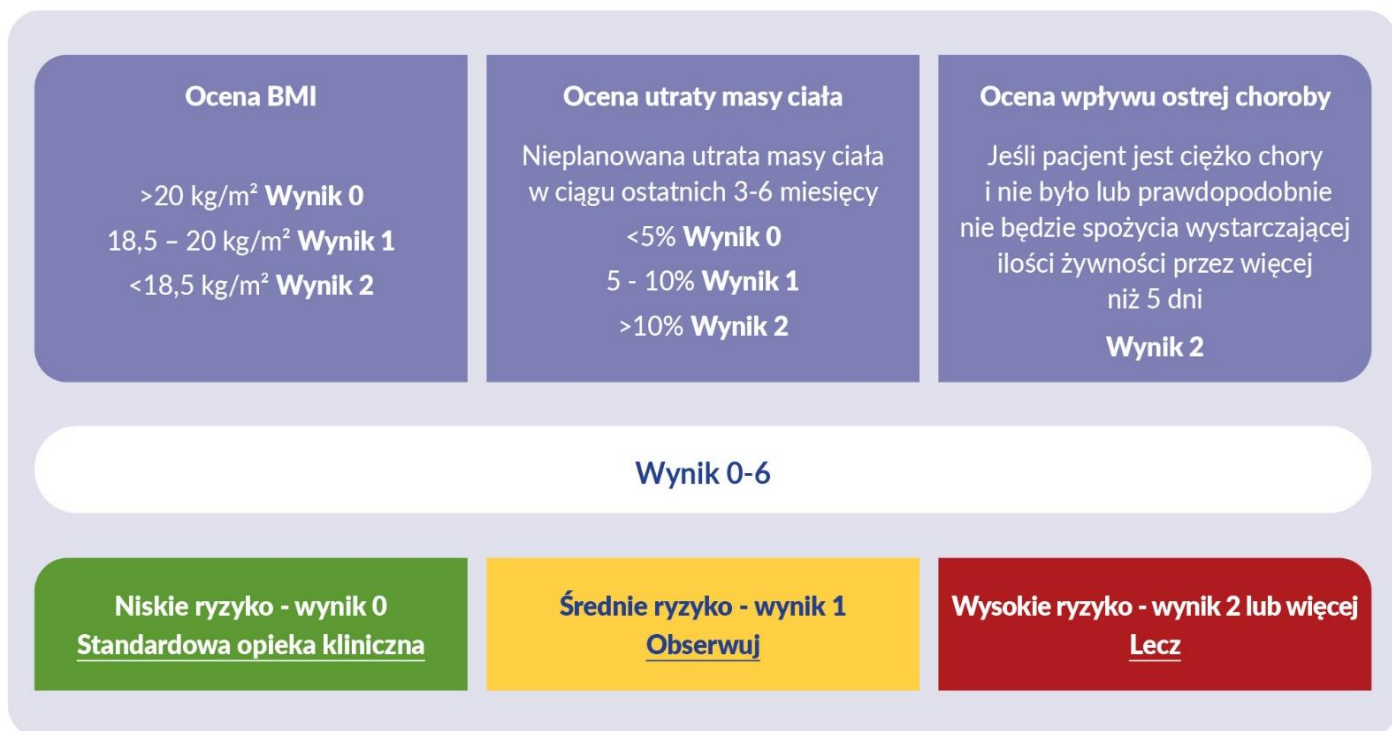 Ocena BMI
>20 kg/m² Wynik 0
18,5 – 20 kg/m² Wynik 1
<18,5 kg/m² Wynik 2
Ocena utraty masy ciała
Nieplanowana utrata masy ciała
w ciągu ostatnich 3-6 miesięcy
<5% Wynik 0
5 - 10% Wynik 1
>10% Wynik 2
Ocena wpływu ostrej choroby
Jeśli pacjent jest ciężko chory
i nie było lub prawdopodobnie
nie będzie spożycia wystarczającej
ilości żywności przez więcej
niż 5 dni
Wynik 2
Wynik 0-6
Niskie ryzyko - wynik 0
Standardowa opieka kliniczna
Średnie ryzyko - wynik 1
Obserwuj
Wysokie ryzyko - wynik 2 lub więcej
Lecz